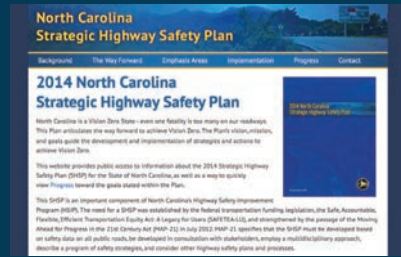 North Carolina
Strategic Highway Safety Plan
Background The Way Forward Emphasis Areas Implementation Progress Contact
2014 North Carolina
Strategic Highway Safety Plan
North Carolina is a Vision Zero State – even one fatality is too many on our roadways.
This Plan articulates the way forward to achieve Vision Zero. The Plan's vision, mission,
and goals guide the development and implementation of strategies and actions to
achieve Vision Zero.
This website provides public access to information about the 2014 Strategic Highway
Safety Plan (SHSP) for the State of North Carolina, as well as a way to quickly
view Progress toward the goals stated within the Plan.
This SHSP is an important component of North Carolina's Highway Safety Improvement
Program (HSIP). The need for a SHSP was established by the federal transportation funding legislation, the Safe, Accountable,
Flexible, Efficient Transportation Equity Act: A Legacy for Users (SAFETEA-LU), and strengthened by the passage of the Moving
Ahead for Progress in the 21st Century Act (MAP-21) in July 2012. MAP-21 specifies that the SHSP must be developed based
on safety data on all public roads, be developed in consultation with stakeholders, employ a multidisciplinary approach,
describe a program of safety strategies, and consider other highway safety plans and processes.
2014 North Carolina
Strategic Highway Safety Plan